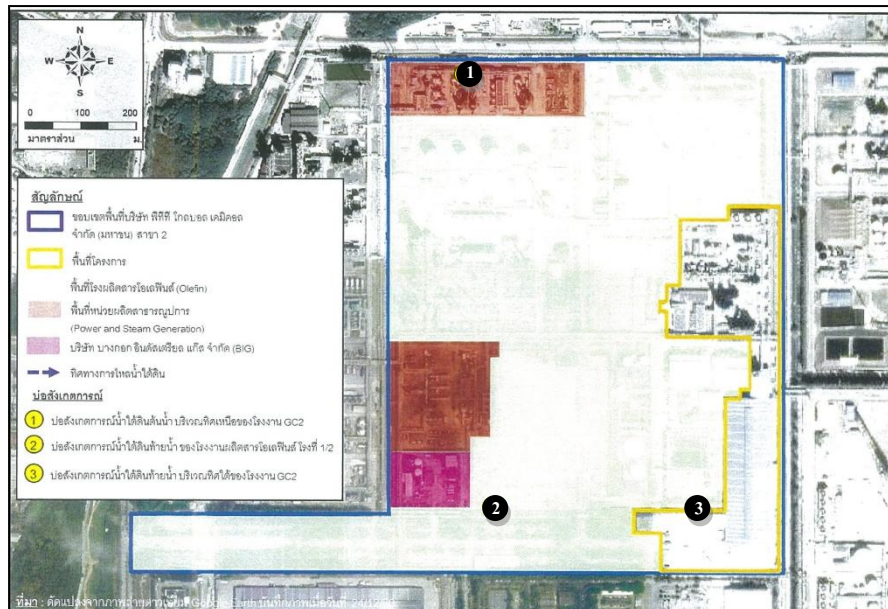 N
W E
S
0 100 200
มาตราส่วน ม.
สัญลักษณ์
ขอบเขตพื้นที่บริษัท พีทีที โกลบอล เคมิคอล
จำกัด (มหาชน) สาขา 2
พื้นที่โครงการ
พื้นที่โรงผลิตสารโอเลฟินส์ (Olefin)
พื้นที่หน่วยผลิตสาธารณูปการ
(Power and Steam Generation)
บริษัท บางกอก อินดัสเตรียล แก๊ส จำกัด (BIG)
ทิศทางการไหลน้ำใต้ดิน
บ่อสังเกตการณ์
1 บ่อสังเกตการณ์น้ำใต้ดินต้นน้ำ บริเวณทิศเหนือของโรงงาน GC2
2 บ่อสังเกตการณ์น้ำใต้ดินท้ายน้ำ ของโรงงานผลิตสารโอเลฟินส์ โรงที่ 1/2
3 บ่อสังเกตการณ์น้ำใต้ดินท้ายน้ำ บริเวณทิศใต้ของโรงงาน GC2
1
2
3
ที่มา : ดัดแปลงจากภาพถ่ายดาวเทียม Google Earth บันทึกภาพเมื่อวันที่ 24/12/